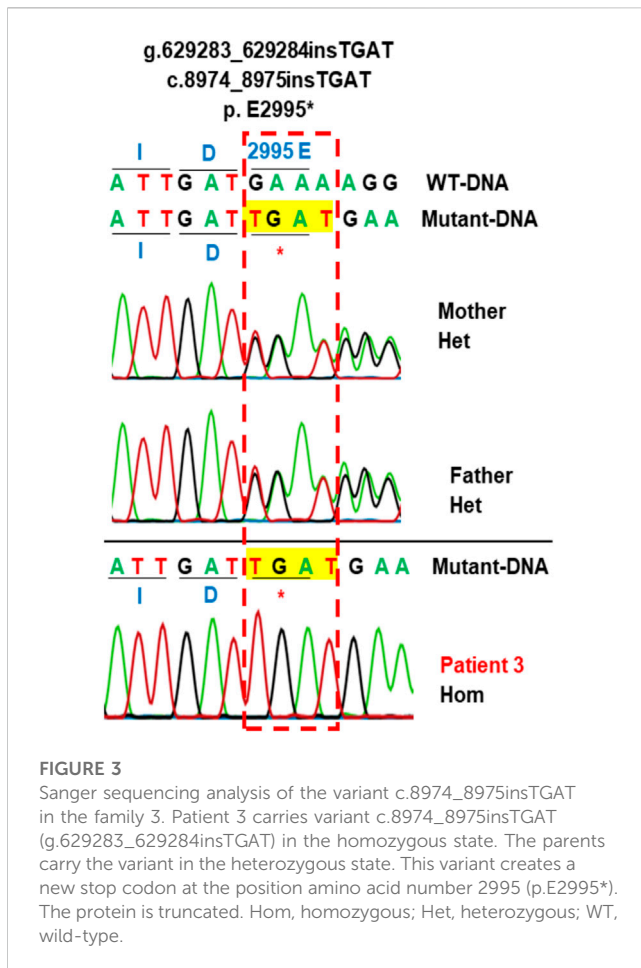 g.629283_629284insTGAT
c.8974_8975insTGAT
p. E2995*
I D 2995 E
A T T G A T G A A A A G G WT-DNA
A T T G A T T G A T G A A Mutant-DNA
I D *
Mother
Het
Father
Het
A T T G A T T G A T G A A Mutant-DNA
I D *
Patient 3
Hom
FIGURE 3
Sanger sequencing analysis of the variant c.8974_8975insTGAT
in the family 3. Patient 3 carries variant c.8974_8975insTGAT
(g.629283_629284insTGAT) in the homozygous state. The parents
carry the variant in the heterozygous state. This variant creates a
new stop codon at the position amino acid number 2995 (p.E2995*).
The protein is truncated. Hom, homozygous; Het, heterozygous; WT,
wild-type.